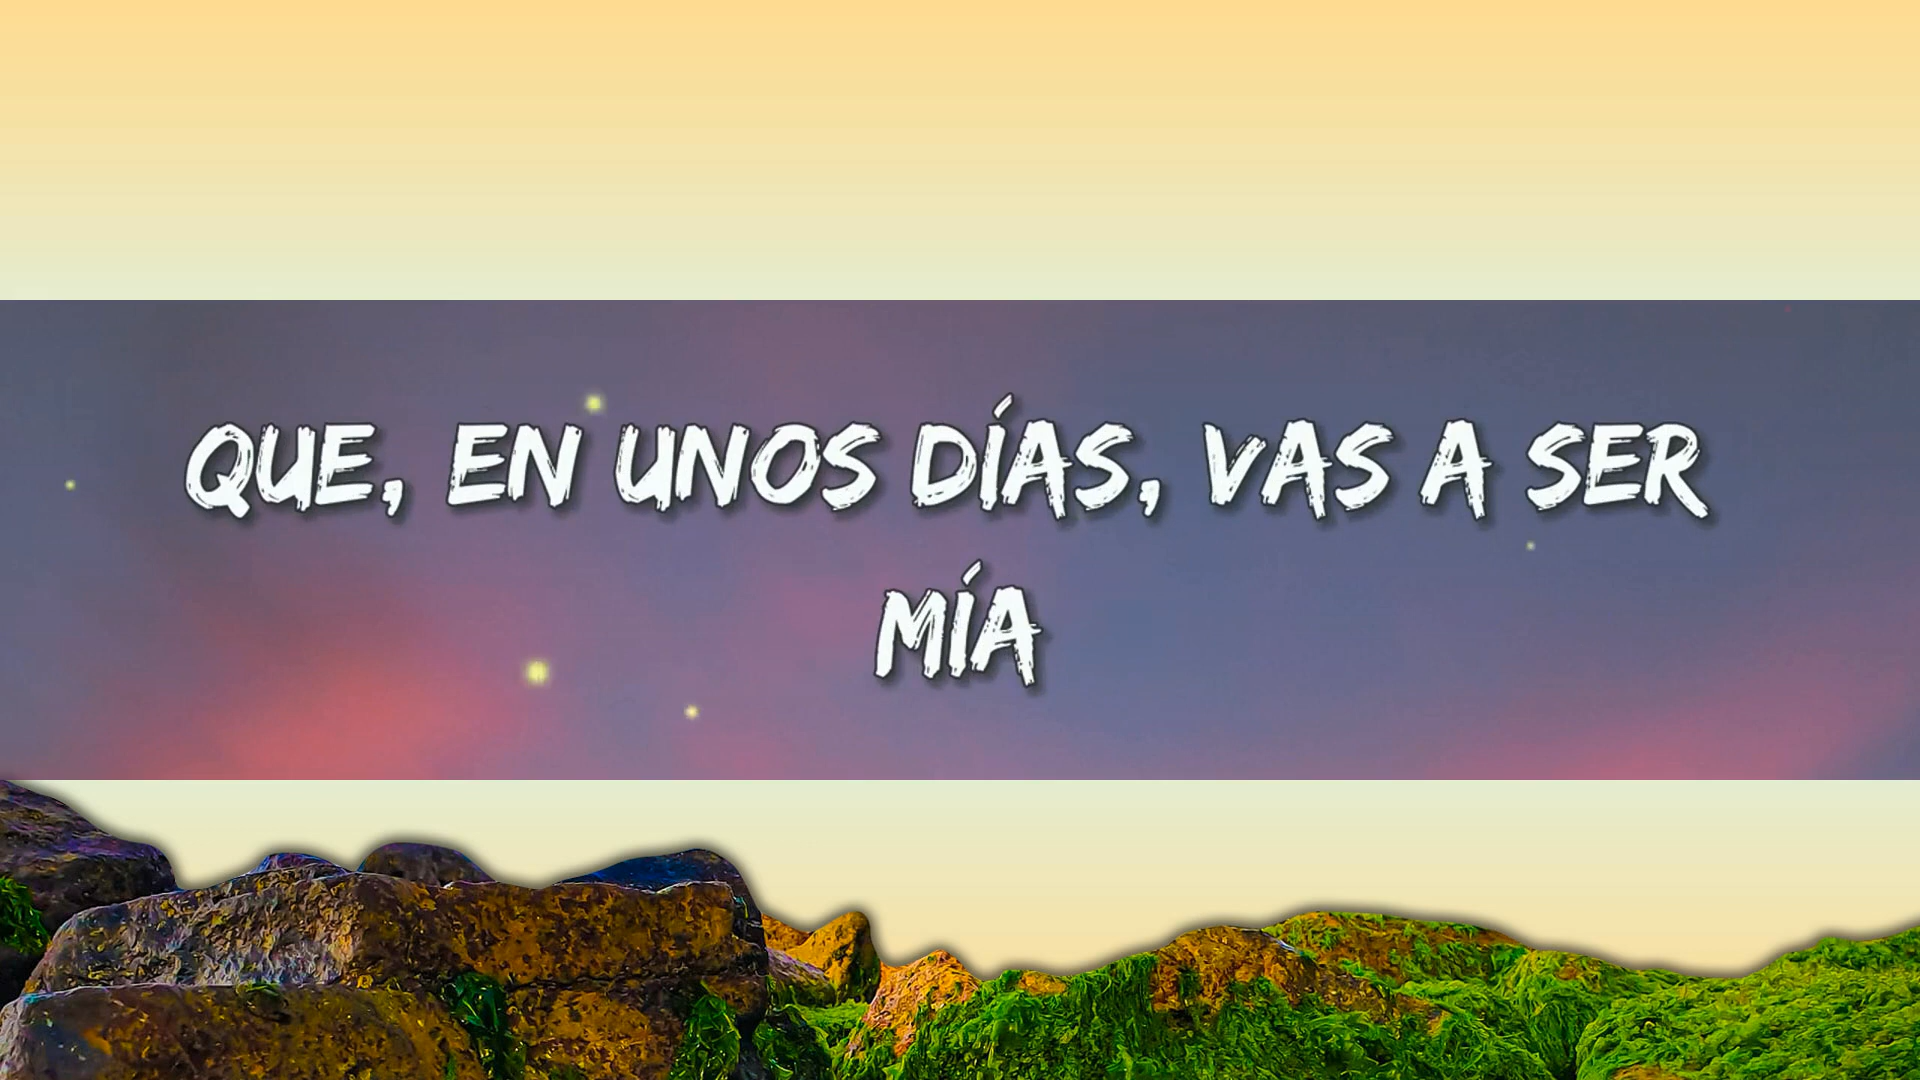 QUE, EN UNOS DÍAS, VAS A SER
MÍA